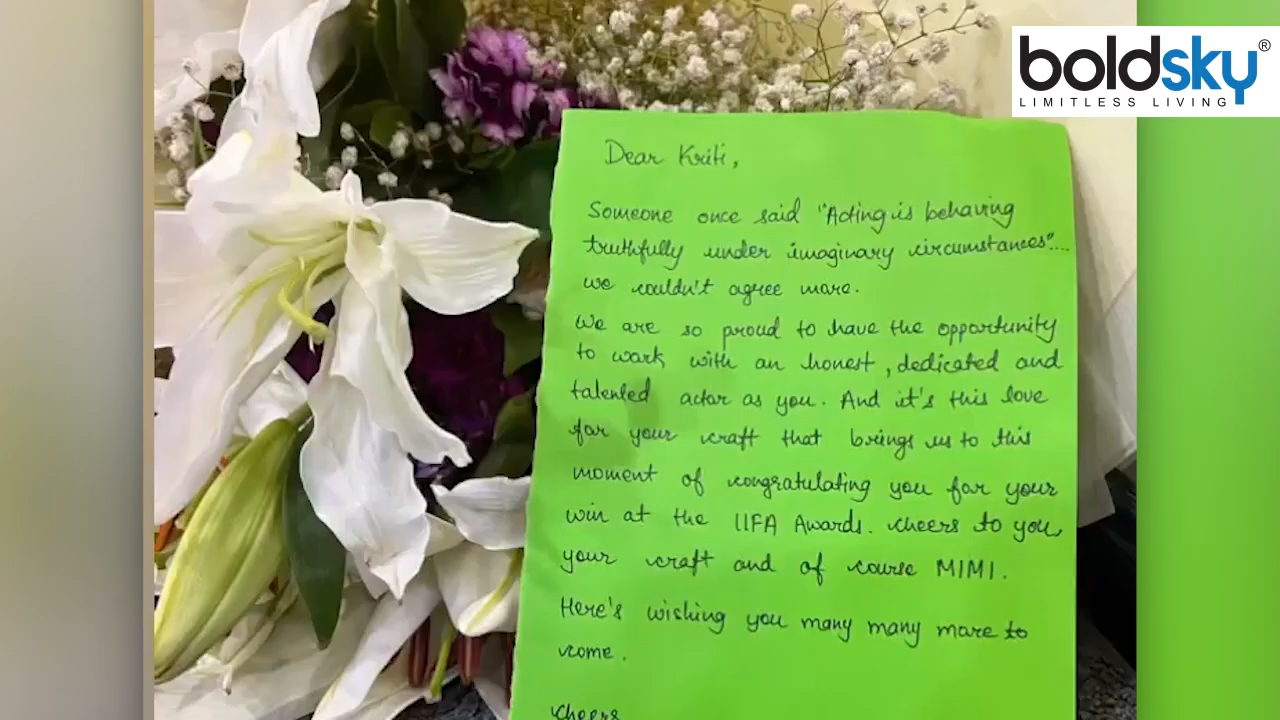 boldsky®
LIMITLESS LIVING
Dear Kriti,
Someone once said "Acting is behaving
truthfully under imaginary circumstances"....
we couldn't agree more.
We are so proud to have the opportunity
to work with an honest, dedicated and
talented actor as you. And it's this love
for your craft that brings us to this
moment of congratulating you for your
win at the IIFA Awards. cheers to you,
your craft and of course MIMI.
Here's wishing you many many more to
come.
cheers